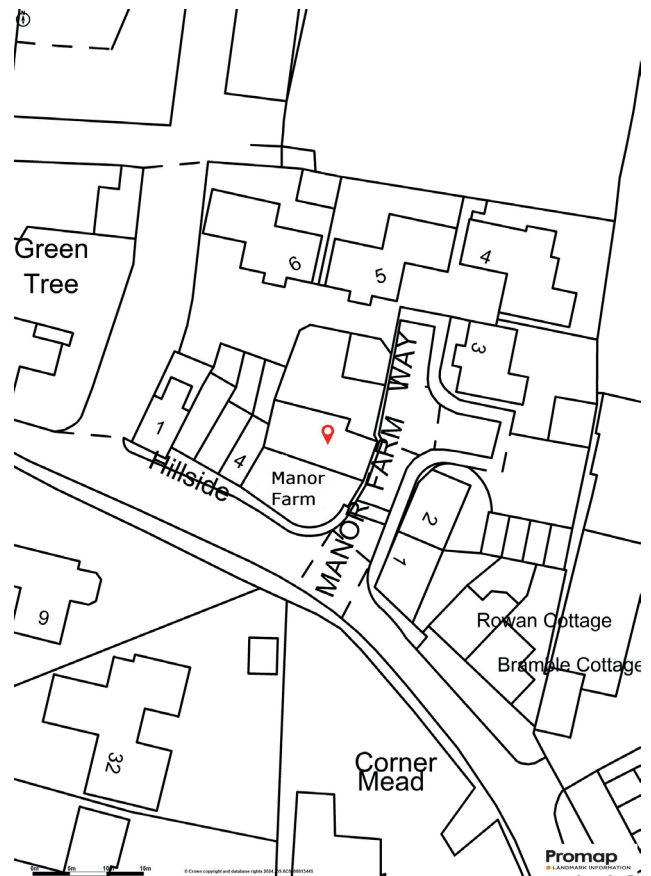 N
Green
Tree
6
5
4
3
MANOR FARM WAY
1
4
Hillside
Manor
Farm
2
1
Rowan Cottage
Bramble Cottage
9
32
Corner
Mead
0m 5m 10m 15m
Promap
LANDMARK INFORMATION